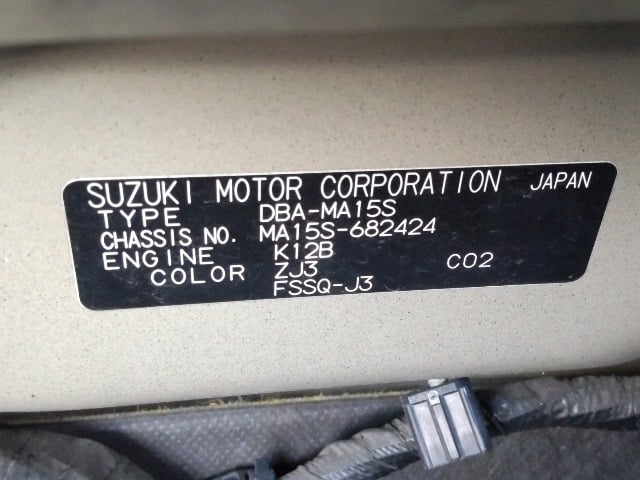 SUZUKI MOTOR CORPORATION JAPAN
TYPE DBA-MA15S
CHASSIS NO. MA15S-682424
ENGINE K12B
COLOR ZJ3 C02
FSSQ-J3